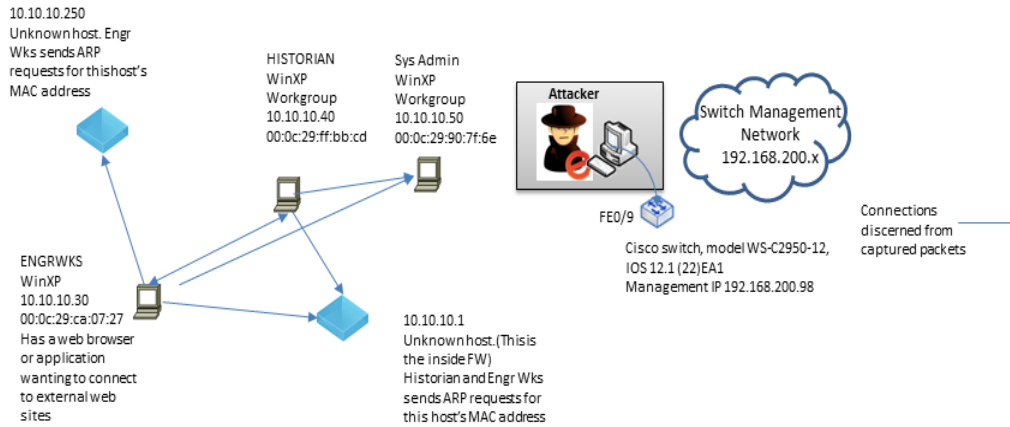 10.10.10.250
Unknown host. Engr
Wks sends ARP
requests for this host's
MAC address
HISTORIAN
WinXP
Workgroup
10.10.10.40
00:0c:29:ff:bb:cd
Sys Admin
WinXP
Workgroup
10.10.10.50
00:0c:29:90:7f:6e
Attacker
Switch Management
Network
192.168.200.x
FE0/9
Cisco switch, model WS-C2950-12,
IOS 12.1 (22)EA1
Management IP 192.168.200.98
Connections
discerned from
captured packets
ENGRWKS
WinXP
10.10.10.30
00:0c:29:ca:07:27
Has a web browser
or application
wanting to connect
to external web
sites
10.10.10.1
Unknown host.(This is
the inside FW)
Historian and Engr Wks
sends ARP requests for
this host's MAC address